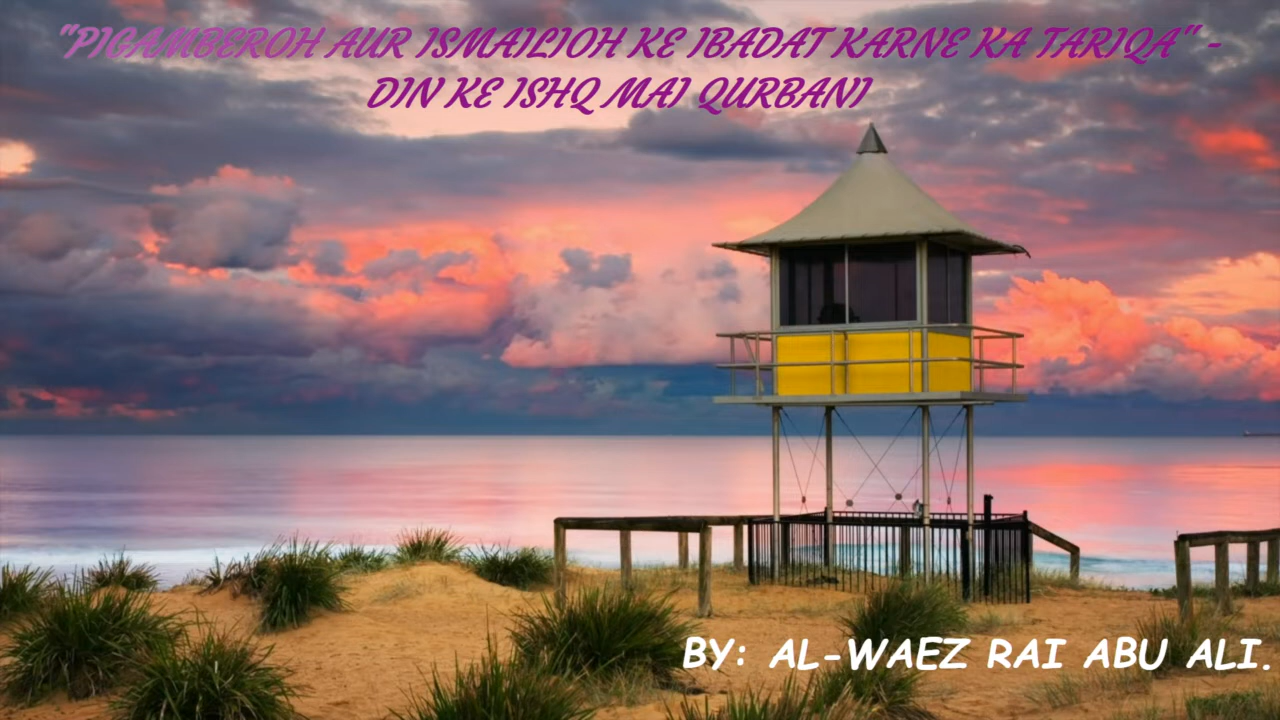 "PIGAMBEROH AUR ISMAILIOH KE IBADAT KARNE KA TARIQA" -
DIN KE ISHQ MAI QURBANI
BY: AL-WAEZ RAI ABU ALI.